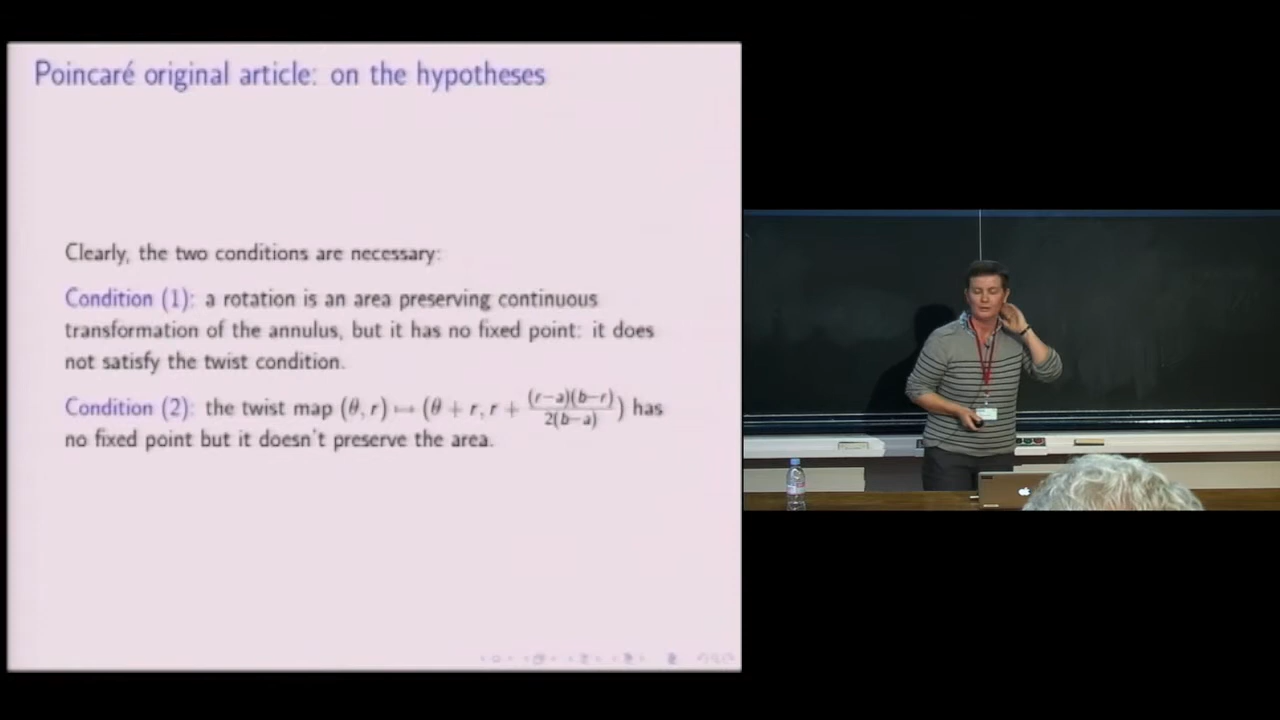 Poincaré original article: on the hypotheses
Clearly, the two conditions are necessary:
Condition (1): a rotation is an area preserving continuous
transformation of the annulus, but it has no fixed point: it does
not satisfy the twist condition.
Condition (2): the twist map (θ, r) ↦ (θ + r, r + (r−a)(b−r)/2(b−a)) has
no fixed point but it doesn't preserve the area.